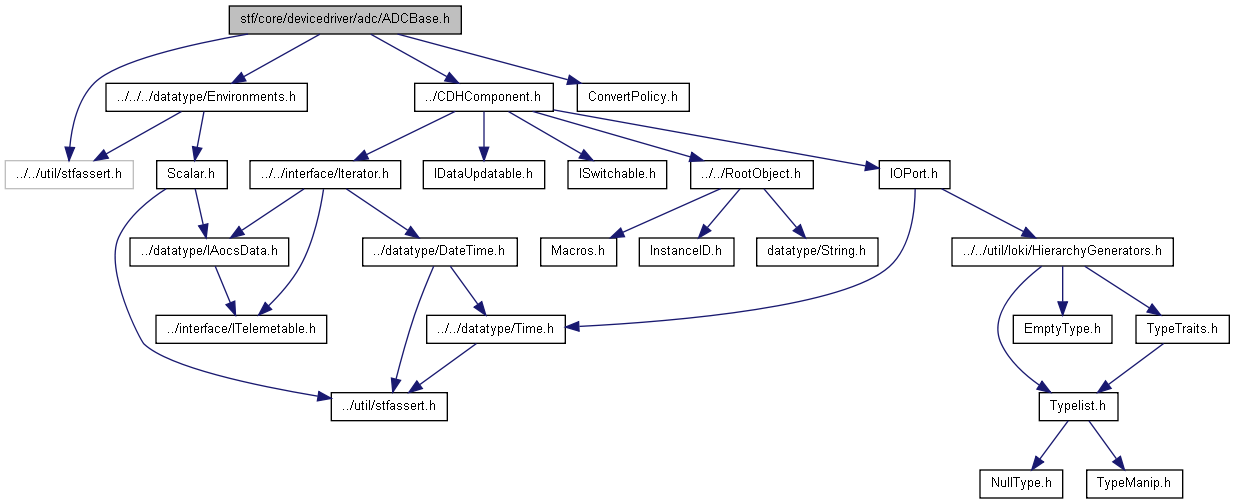 stf/core/devicedriver/adc/ADCBase.h
../../../datatype/Environments.h
../CDHComponent.h
ConvertPolicy.h
../../util/stfassert.h
Scalar.h
../../interface/Iterator.h
IDataUpdatable.h
ISwitchable.h
../../RootObject.h
IOPort.h
../datatype/IAocsData.h
../datatype/DateTime.h
Macros.h
InstanceID.h
datatype/String.h
../../util/loki/HierarchyGenerators.h
../interface/ITelemetable.h
../../datatype/Time.h
EmptyType.h
TypeTraits.h
../util/stfassert.h
Typelist.h
NullType.h
TypeManip.h